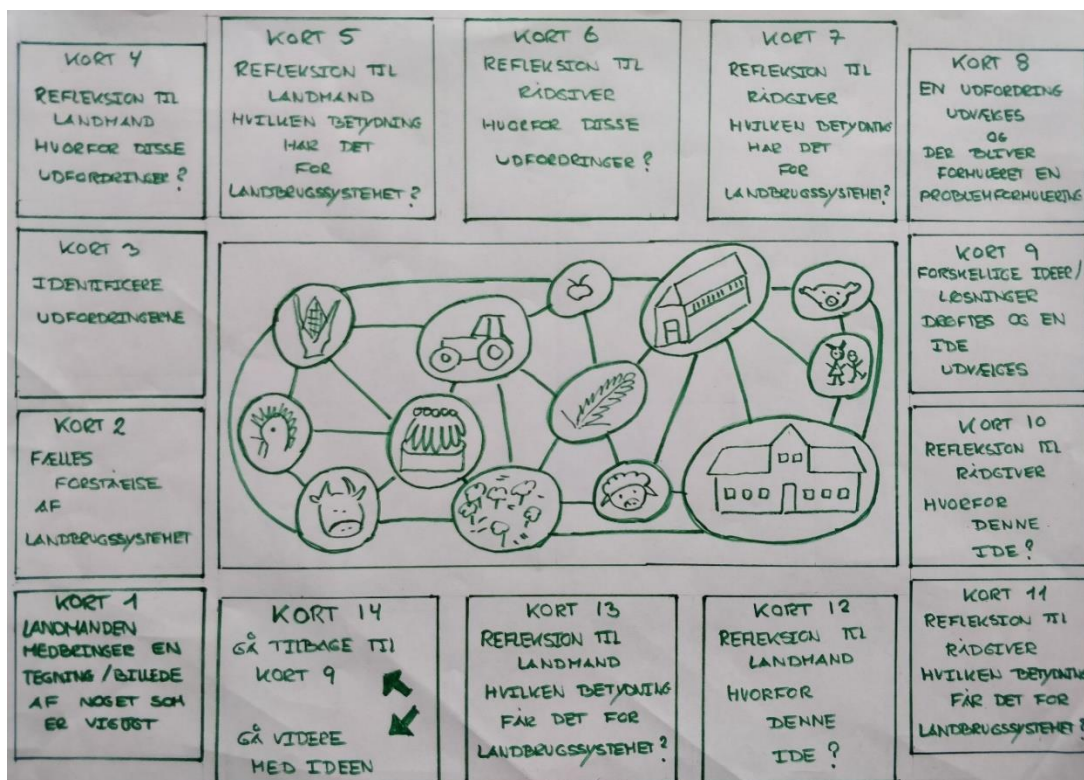 KORT 1
LANDMANDEN
MEDBRINGER EN
TEGNING/BILLEDE
AF NOGET SOM
ER VIGTIGT
KORT 2
FÆLLES
FORSTÅELSE
AF
LANDBRUGSSYSTEMET
KORT 3
IDENTIFICERE
UDFORDRINGERNE
KORT 4
REFLEKSION TIL
LANDMAND
HVORFOR DISSE
UDFORDRINGER?
KORT 5
REFLEKSION TIL
LANDMAND
HVILKEN BETYDNING
HAR DET
FOR
LANDBRUGSSYSTEMET?
KORT 6
REFLEKSION TIL
RÅDGIVER
HVORFOR DISSE
UDFORDRINGER?
KORT 7
REFLEKSION TIL
RÅDGIVER
HVILKEN BETYDNING
HAR DET
FOR
LANDBRUGSSYSTEMET?
KORT 8
EN UDFORDRING
UDVÆLGES
OG
DER BLIVER
FORMULERET EN
PROBLEMFORMULERING
KORT 9
FORSKELLIGE IDEER/
LØSNINGER
DRØFTES OG EN
IDE
UDVÆLGES
KORT 10
REFLEKSION TIL
RÅDGIVER
HVORFOR
DENNE
IDE?
KORT 11
REFLEKSION TIL
RÅDGIVER
HVILKEN BETYDNING
FÅR DET FOR
LANDBRUGSSYSTEMET?
KORT 12
REFLEKSION TIL
LANDMAND
HVORFOR
DENNE
IDE?
KORT 13
REFLEKSION TIL
LANDMAND
HVILKEN BETYDNING
FÅR DET FOR
LANDBRUGSSYSTEMET?
KORT 14
GÅ TILBAGE TIL
KORT 9
GÅ VIDERE
MED IDEEN